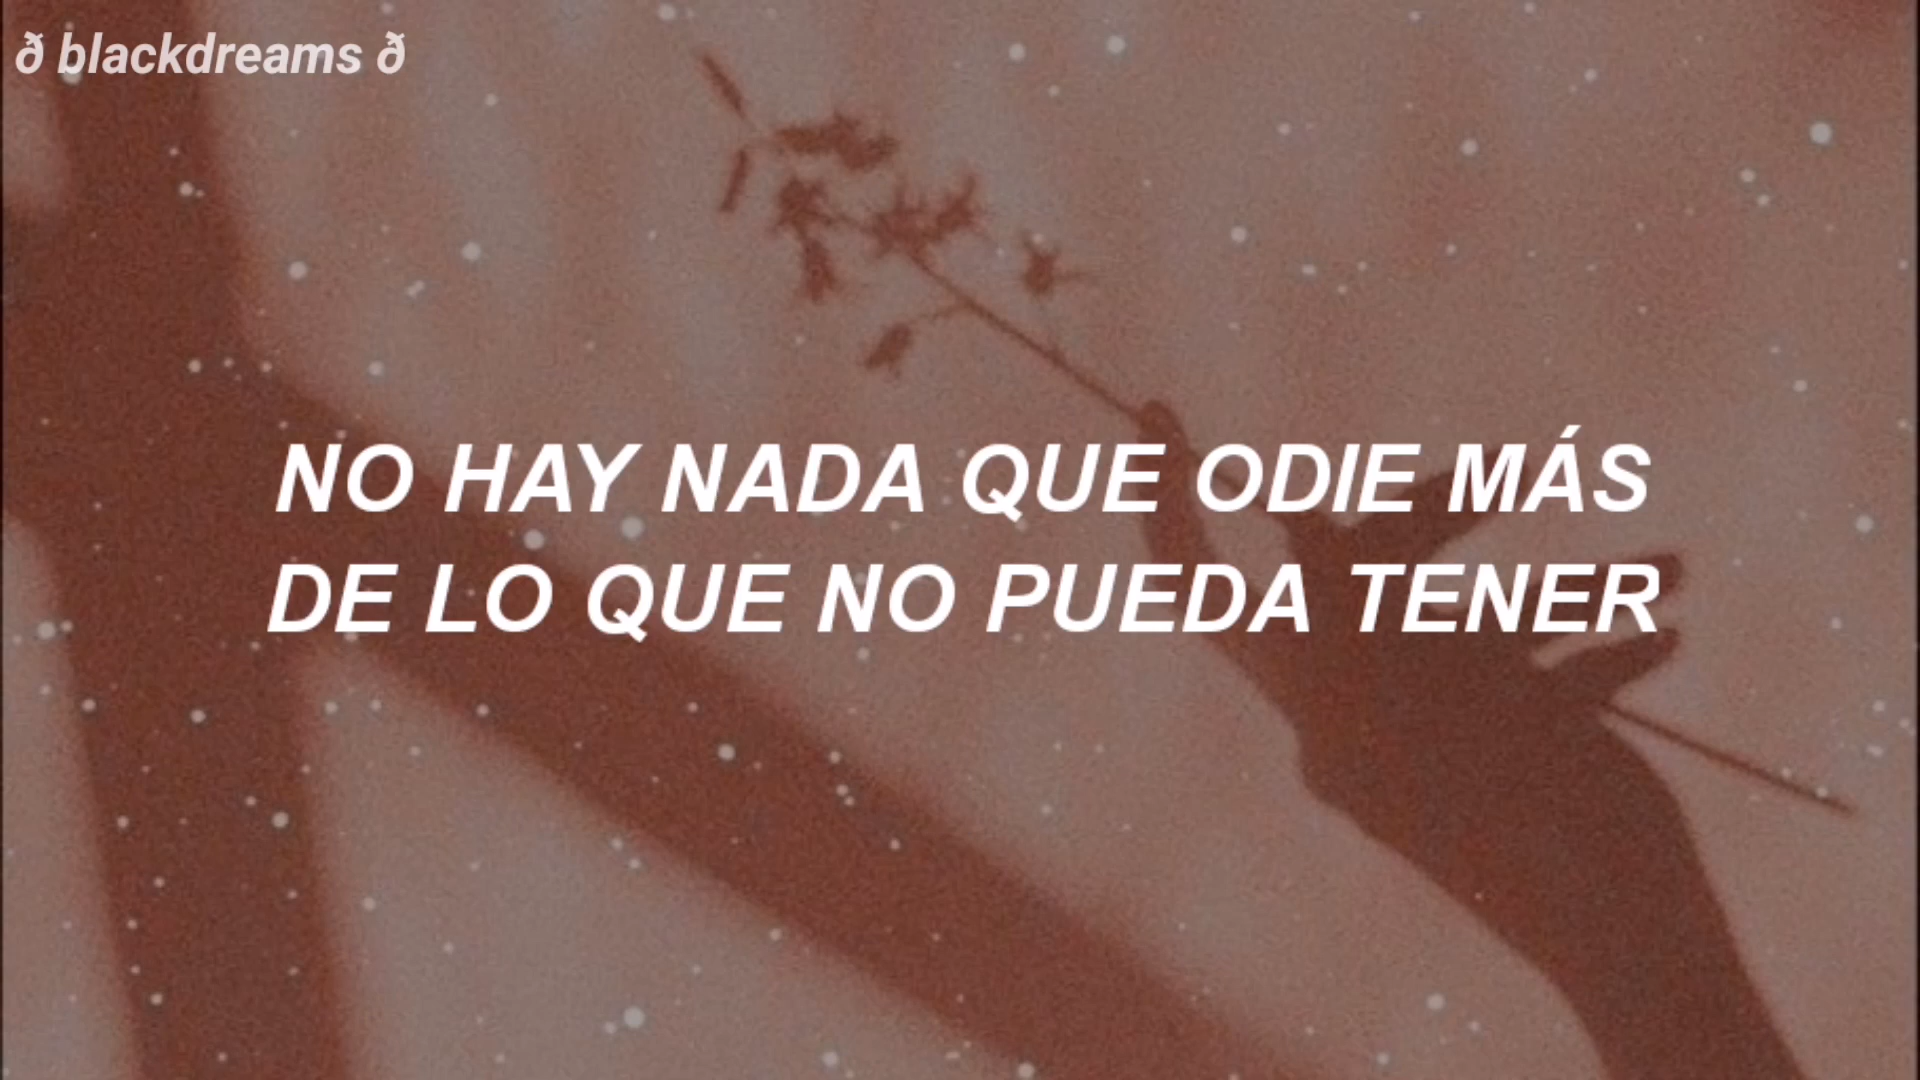 ð blackdreams ð
NO HAY NADA QUE ODIE MÁS
DE LO QUE NO PUEDA TENER